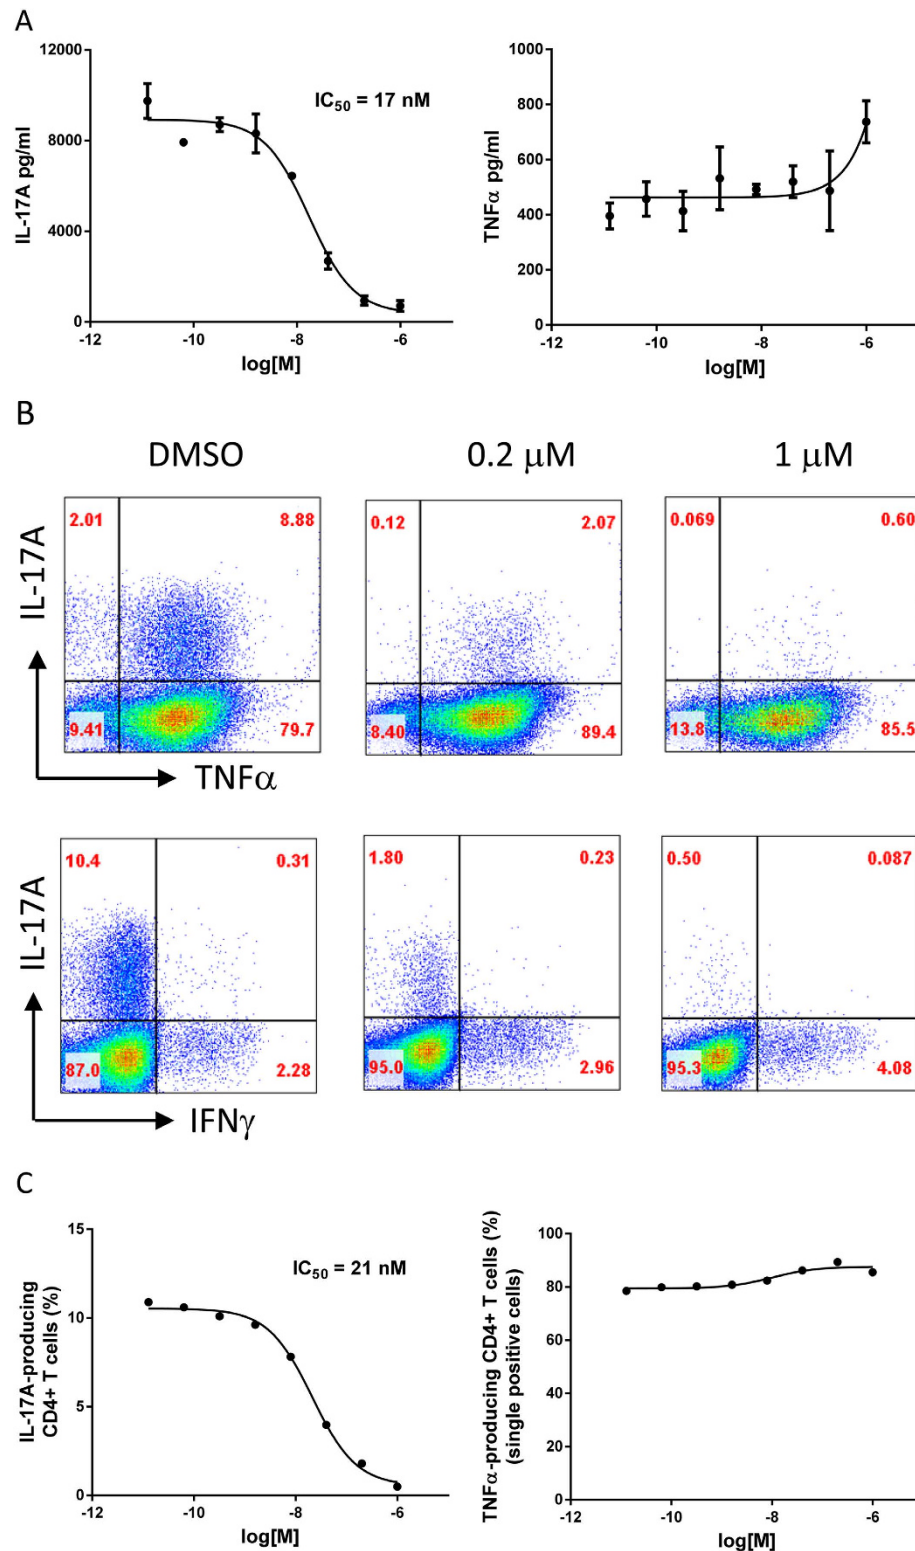 A
12000
8000
4000
0
IL-17A pg/ml
IC50 = 17 nM
-12 -10 -8 -6
log[M]
1000
800
600
400
200
0
TNFα pg/ml
-12 -10 -8 -6
log[M]
B
DMSO 0.2 μM 1 μM
IL-17A
2.01 8.88
9.41 79.7
0.12 2.07
8.40 89.4
0.069 0.60
13.8 85.5
TNFα
IL-17A
10.4 0.31
87.0 2.28
1.80 0.23
95.0 2.96
0.50 0.087
95.3 4.08
IFNγ
C
15
10
5
0
IL-17A-producing
CD4+ T cells (%)
IC50 = 21 nM
-12 -10 -8 -6
log[M]
100
80
60
40
20
0
TNFα-producing CD4+ T cells (%)
(single positive cells)
-12 -10 -8 -6
log[M]